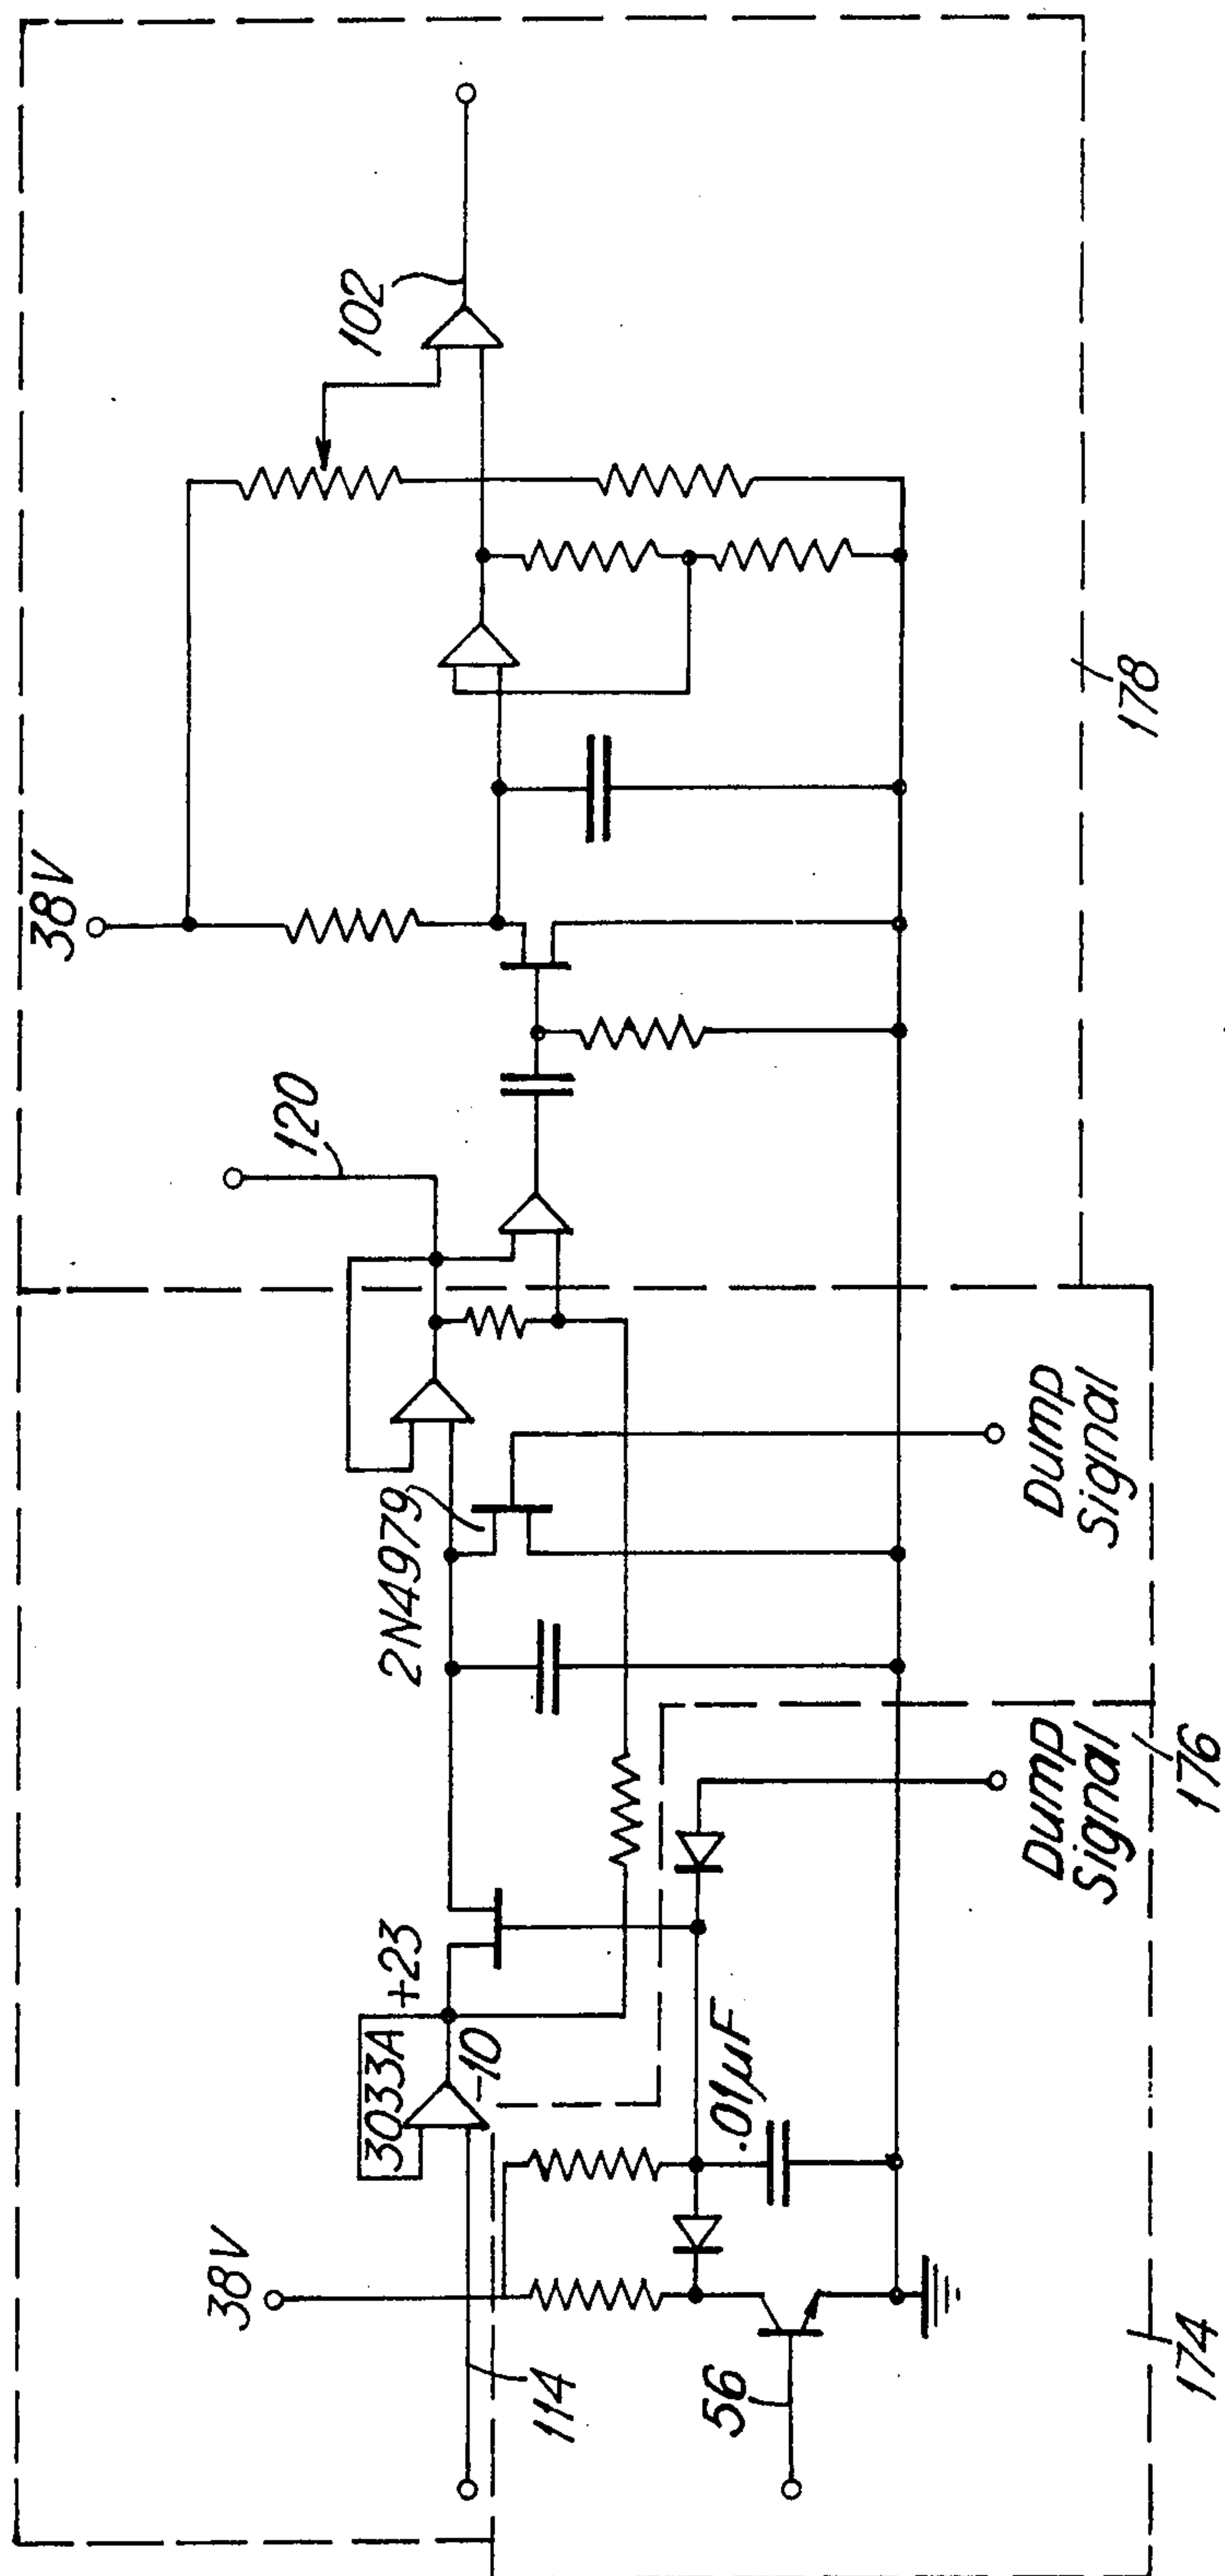 38V
114
56
174
3033A
+23
-10
.01µF
2N4979
Dump
Signal
176
Dump
Signal
120
38V
102
178